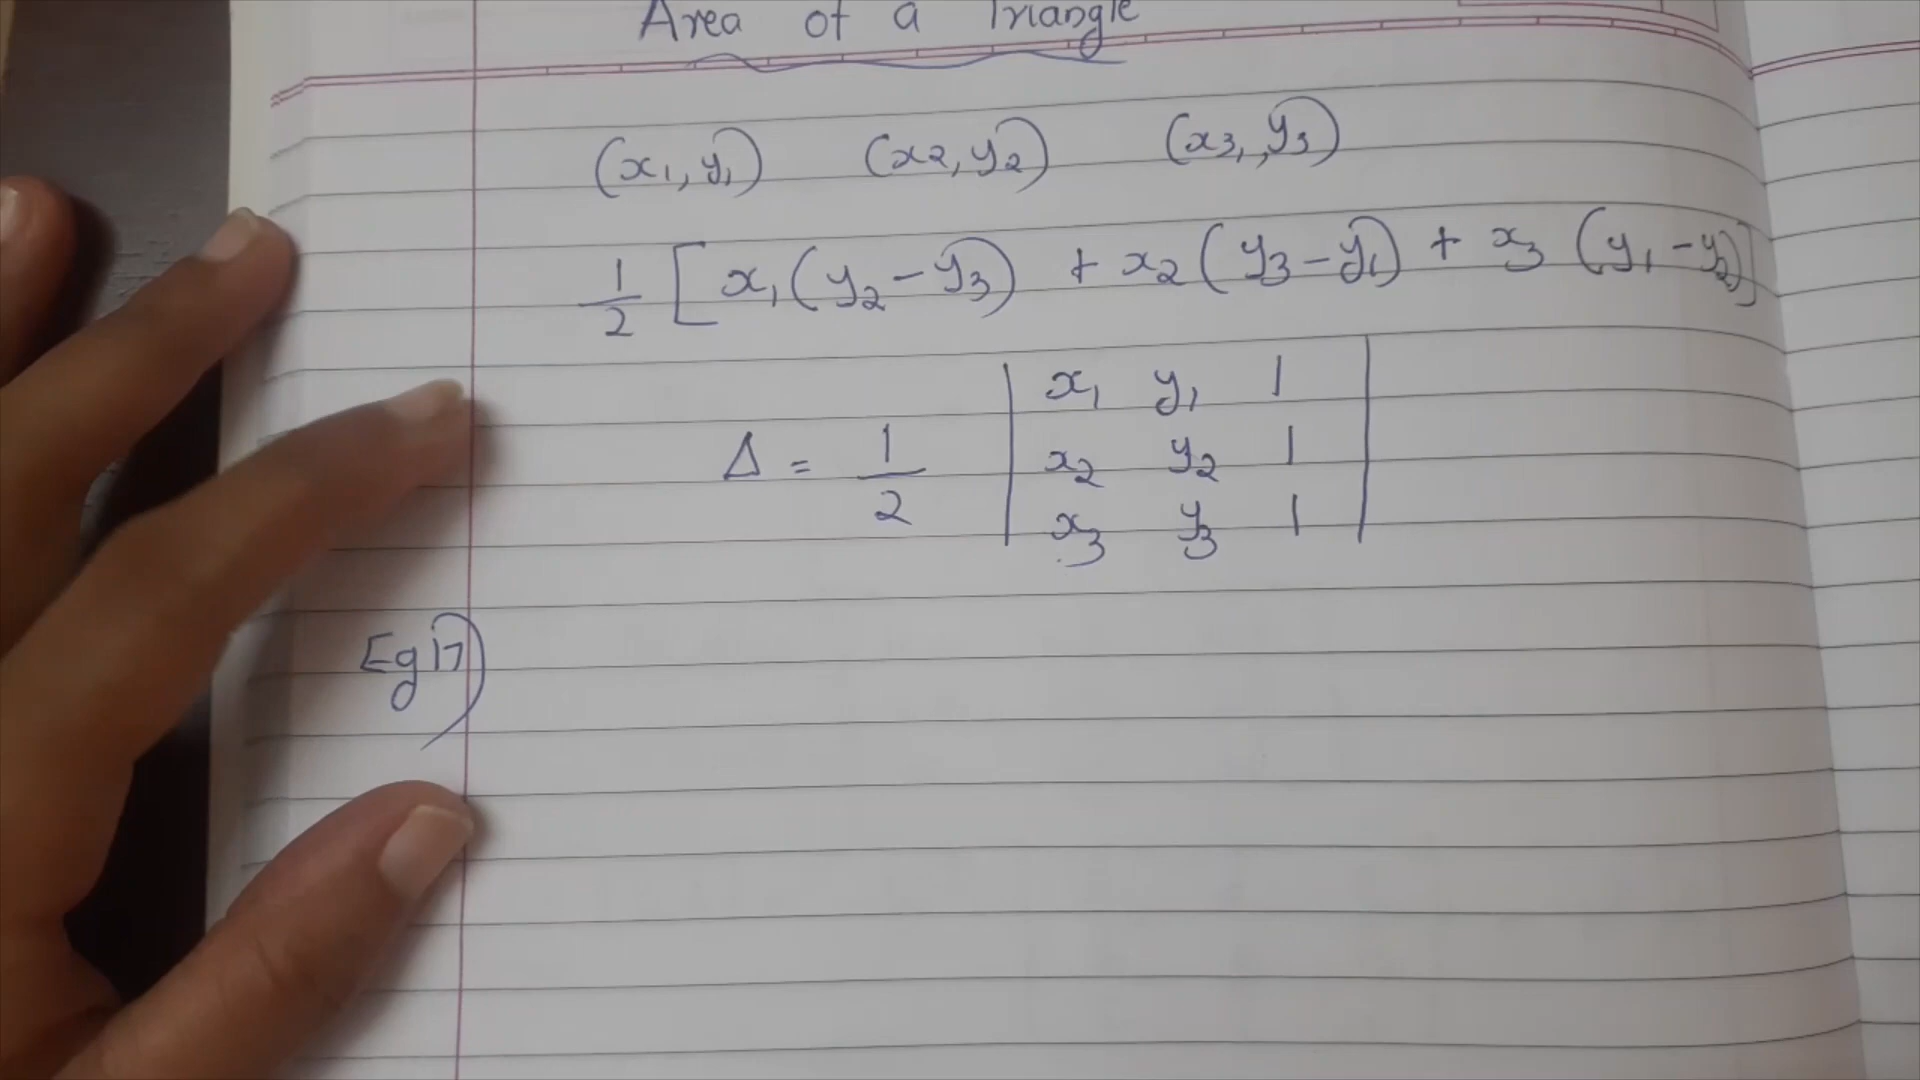 Area of a Triangle
(x₁, y₁) (x₂, y₂) (x₃, y₃)
1/2 [ x₁(y₂ - y₃) + x₂(y₃ - y₁) + x₃(y₁ - y₂)]
Δ = 1/2 | x₁ y₁ 1 |
| x₂ y₂ 1 |
| x₃ y₃ 1 |
Eg 17)